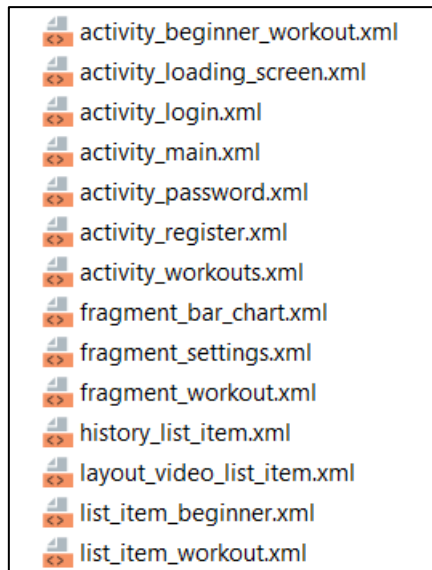 activity_beginner_workout.xml
activity_loading_screen.xml
activity_login.xml
activity_main.xml
activity_password.xml
activity_register.xml
activity_workouts.xml
fragment_bar_chart.xml
fragment_settings.xml
fragment_workout.xml
history_list_item.xml
layout_video_list_item.xml
list_item_beginner.xml
list_item_workout.xml